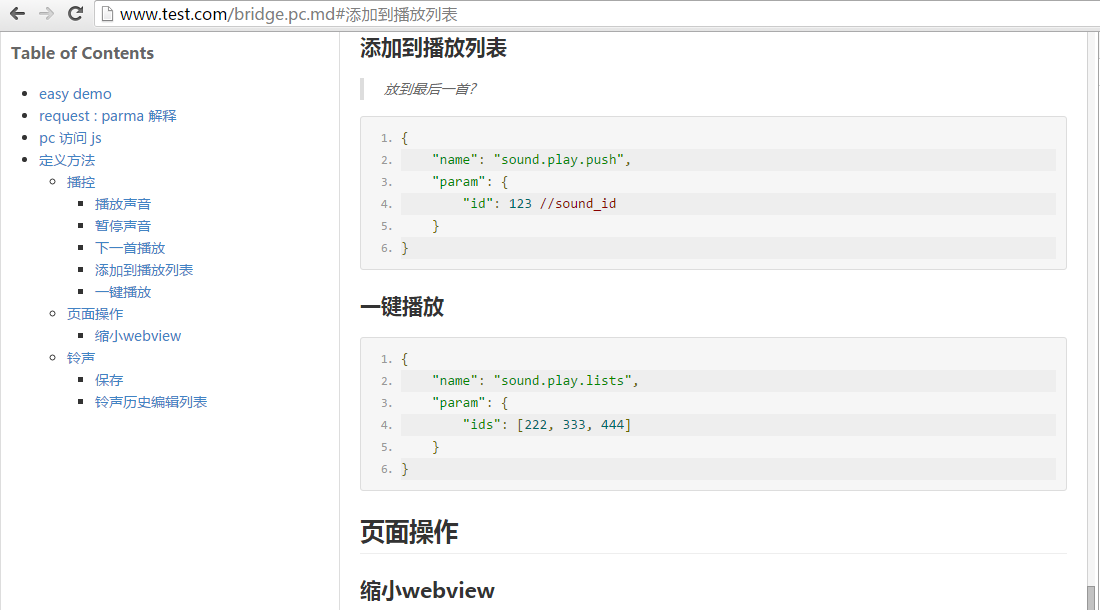 www.test.com/bridge.pc.md#添加到播放列表
Table of Contents
easy demo
request : parma 解释
pc 访问 js
定义方法
播控
播放声音
暂停声音
下一首播放
添加到播放列表
一键播放
页面操作
缩小webview
铃声
保存
铃声历史编辑列表
添加到播放列表
放到最后一首?
1. {
2. "name": "sound.play.push",
3. "param": {
4. "id": 123 //sound_id
5. }
6. }
一键播放
1. {
2. "name": "sound.play.lists",
3. "param": {
4. "ids": [222, 333, 444]
5. }
6. }
页面操作
缩小webview